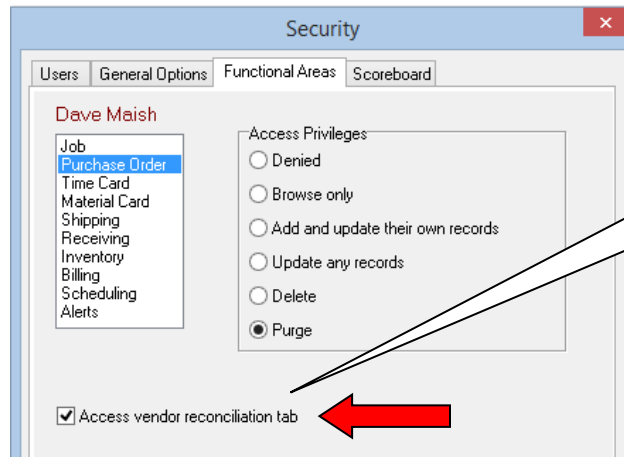 Security
Users General Options Functional Areas Scoreboard
Dave Maish
Job
Purchase Order
Time Card
Material Card
Shipping
Receiving
Inventory
Billing
Scheduling
Alerts
Access Privileges
Denied
Browse only
Add and update their own records
Update any records
Delete
Purge
Access vendor reconciliation tab